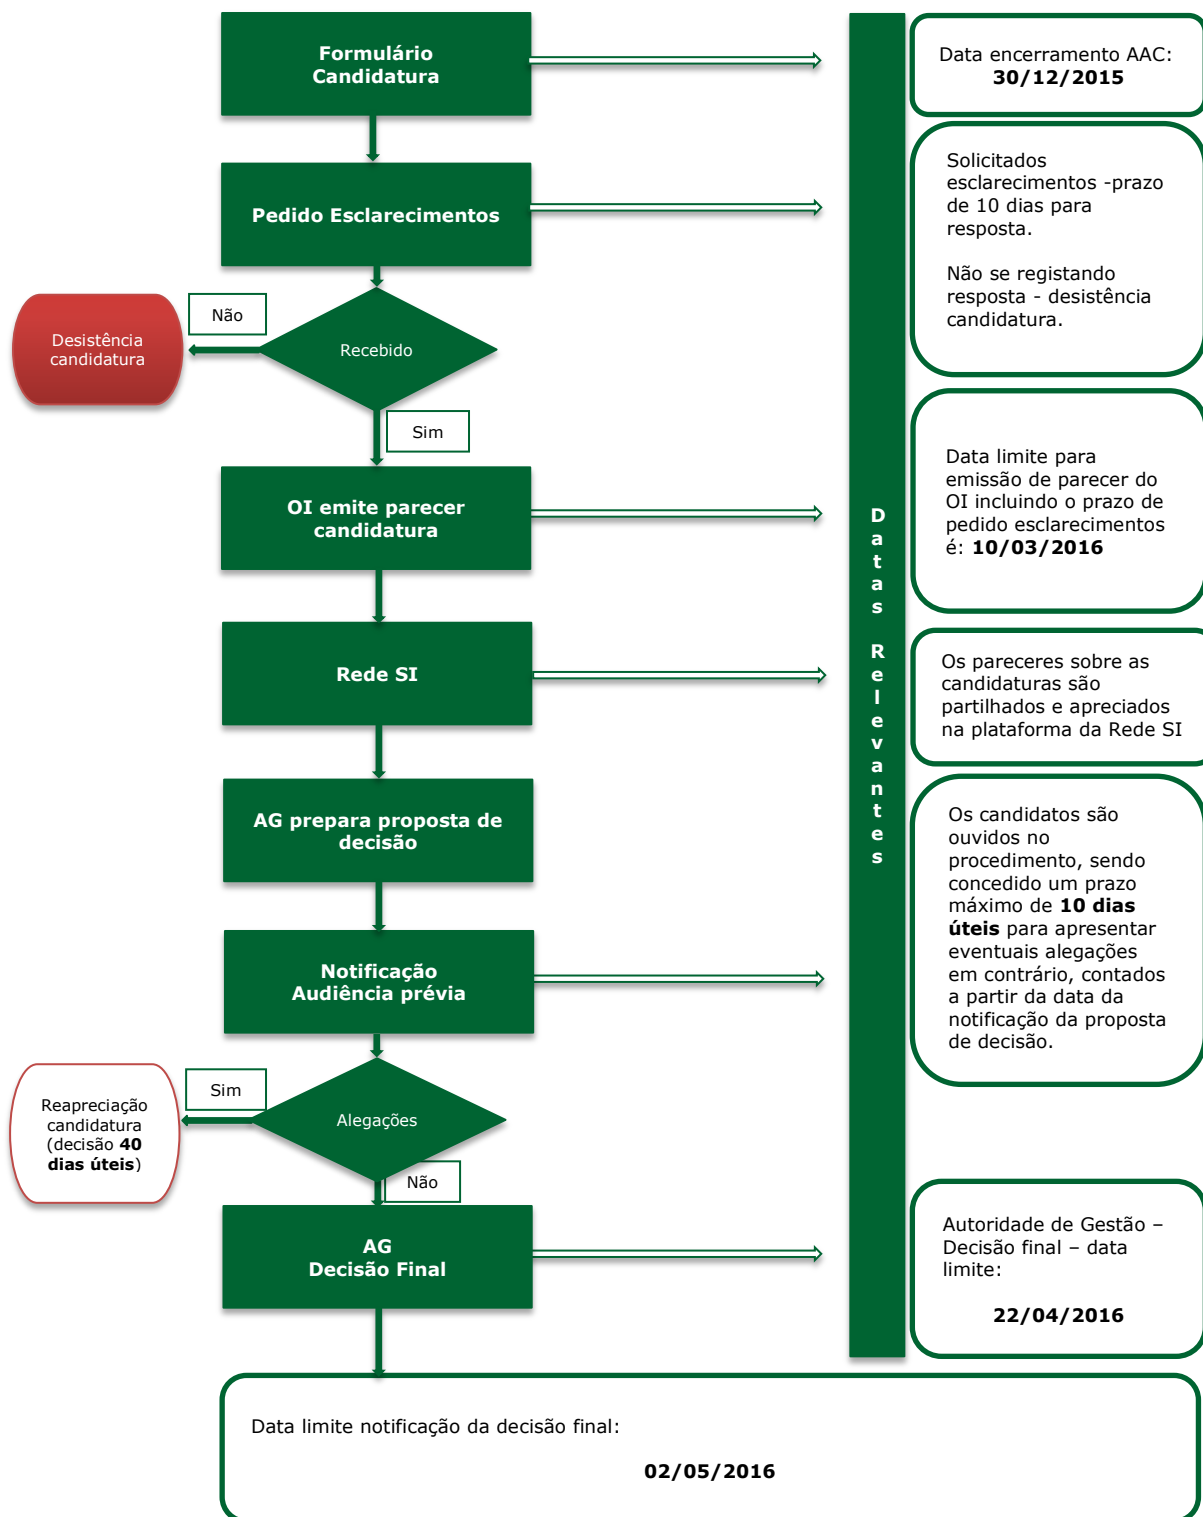 Formulário
Candidatura
Data encerramento AAC:
30/12/2015
Pedido Esclarecimentos
Solicitados
esclarecimentos -prazo
de 10 dias para
resposta.
Não se registando
resposta - desistência
candidatura.
Não
Desistência
candidatura
Recebido
Sim
OI emite parecer
candidatura
Data limite para
emissão de parecer do
OI incluindo o prazo de
pedido esclarecimentos
é: 10/03/2016
Datas Relevantes
Rede SI
Os pareceres sobre as
candidaturas são
partilhados e apreciados
na plataforma da Rede SI
AG prepara proposta de
decisão
Os candidatos são
ouvidos no
procedimento, sendo
concedido um prazo
máximo de 10 dias
úteis para apresentar
eventuais alegações
em contrário, contados
a partir da data da
notificação da proposta
de decisão.
Notificação
Audiência prévia
Sim
Reapreciação
candidatura
(decisão 40
dias úteis)
Alegações
Não
AG
Decisão Final
Autoridade de Gestão –
Decisão final – data
limite:
22/04/2016
Data limite notificação da decisão final:
02/05/2016